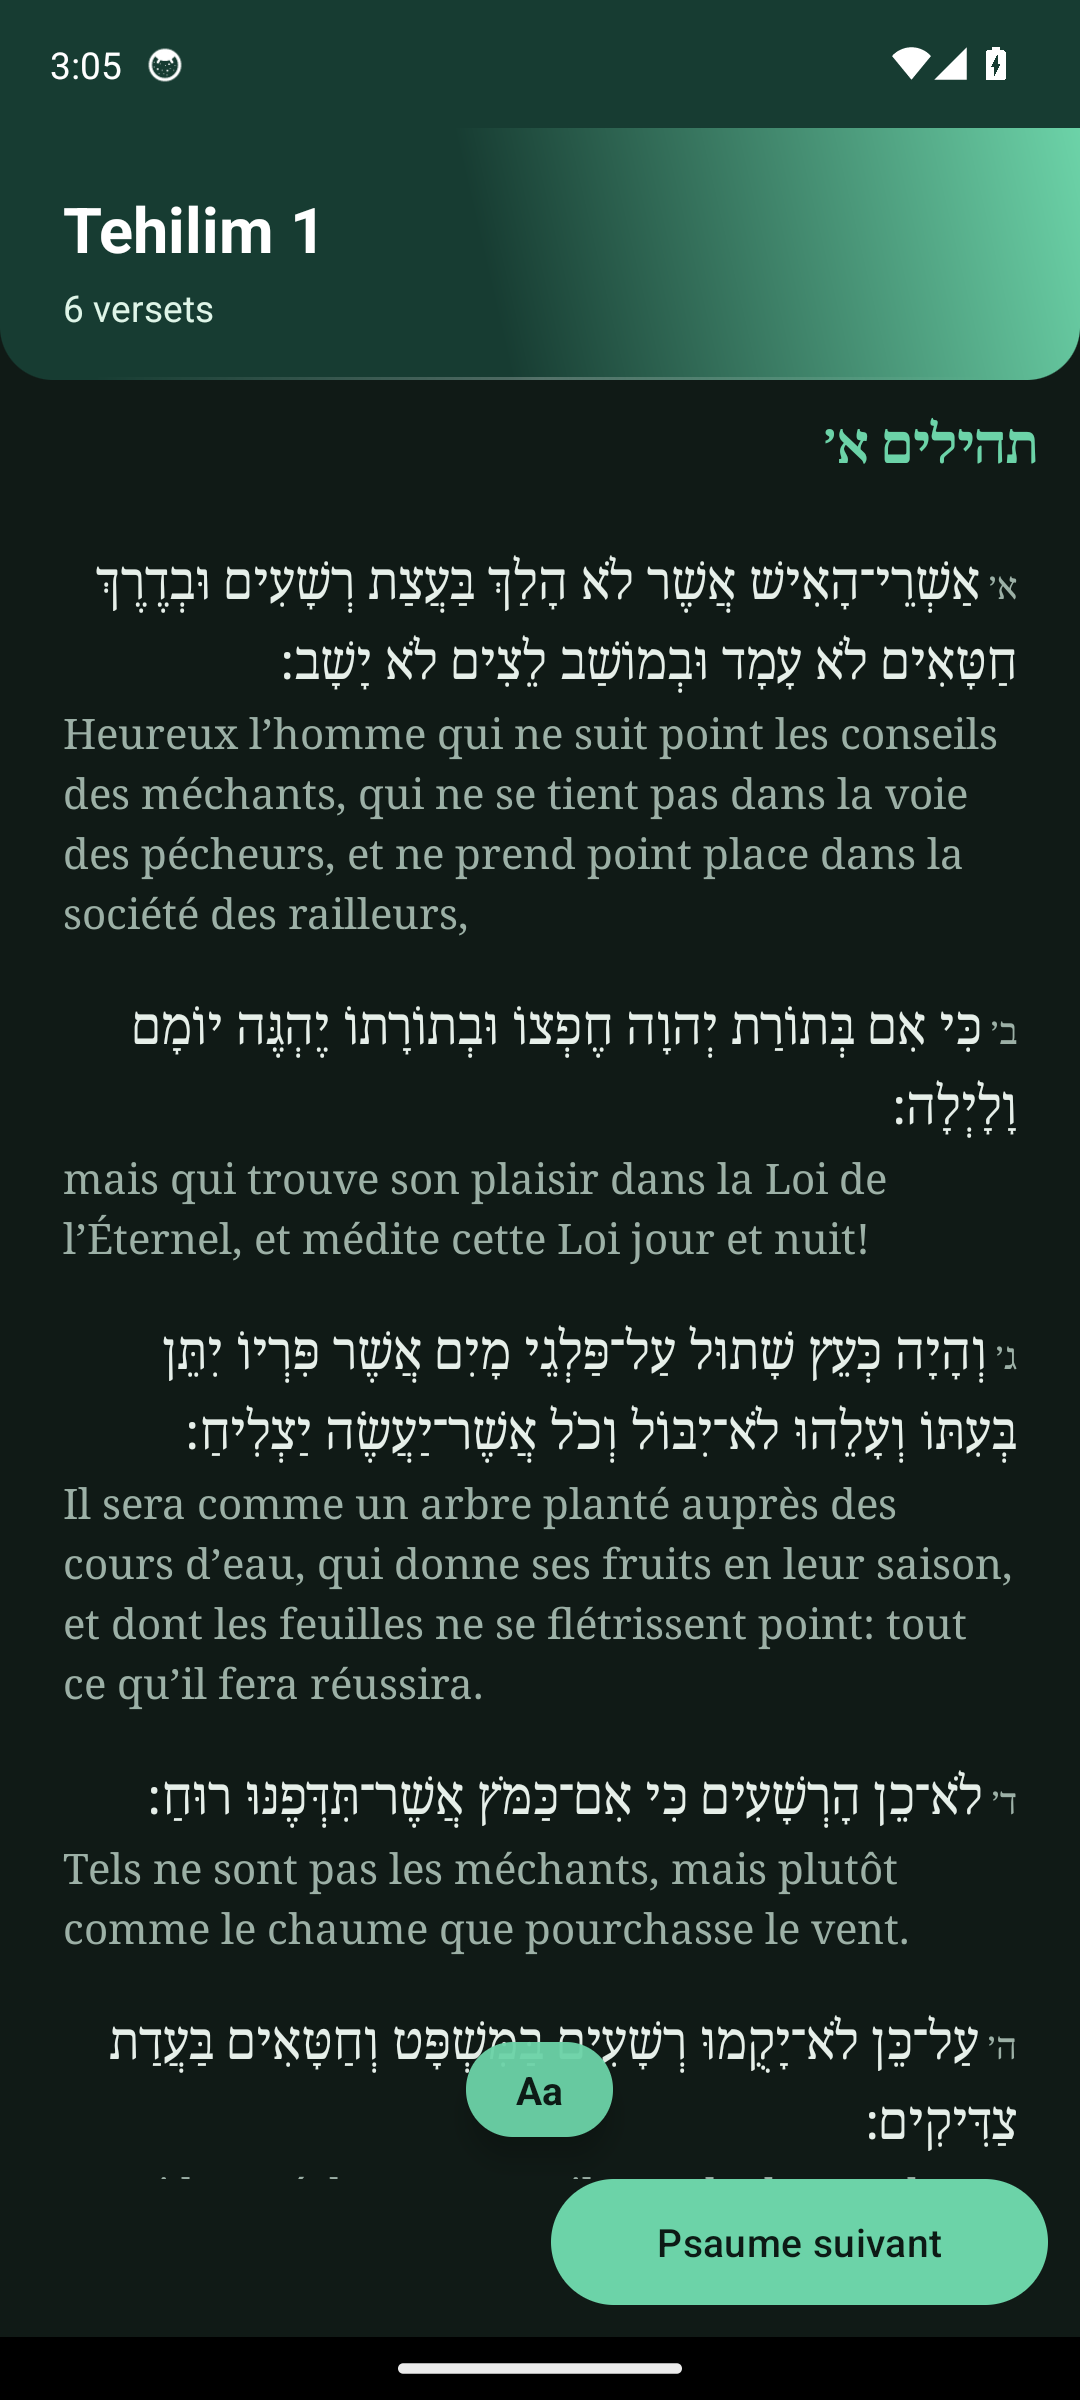 3:05
Tehilim 1
6 versets
תהילים א׳
א׳ אַשְׁרֵי־הָאִישׁ אֲשֶׁר לֹא הָלַךְ בַּעֲצַת רְשָׁעִים וּבְדֶרֶךְ
חַטָּאִים לֹא עָמָד וּבְמוֹשַׁב לֵצִים לֹא יָשָׁב׃
Heureux l’homme qui ne suit point les conseils
des méchants, qui ne se tient pas dans la voie
des pécheurs, et ne prend point place dans la
société des railleurs,
ב׳ כִּי אִם בְּתוֹרַת יְהוָה חֶפְצוֹ וּבְתוֹרָתוֹ יֶהְגֶּה יוֹמָם
וָלָיְלָה׃
mais qui trouve son plaisir dans la Loi de
l’Éternel, et médite cette Loi jour et nuit!
ג׳ וְהָיָה כְּעֵץ שָׁתוּל עַל־פַּלְגֵי מָיִם אֲשֶׁר פִּרְיוֹ יִתֵּן
בְּעִתּוֹ וְעָלֵהוּ לֹא־יִבּוֹל וְכֹל אֲשֶׁר־יַעֲשֶׂה יַצְלִיחַ׃
Il sera comme un arbre planté auprès des
cours d’eau, qui donne ses fruits en leur saison,
et dont les feuilles ne se flétrissent point: tout
ce qu’il fera réussira.
ד׳ לֹא־כֵן הָרְשָׁעִים כִּי אִם־כַּמֹּץ אֲשֶׁר־תִּדְּפֶנּוּ רוּחַ׃
Tels ne sont pas les méchants, mais plutôt
comme le chaume que pourchasse le vent.
ה׳ עַל־כֵּן לֹא־יָקֻמוּ רְשָׁעִים בַּמִּשְׁפָּט וְחַטָּאִים בַּעֲדַת
צַדִּיקִים׃
Aa
Psaume suivant